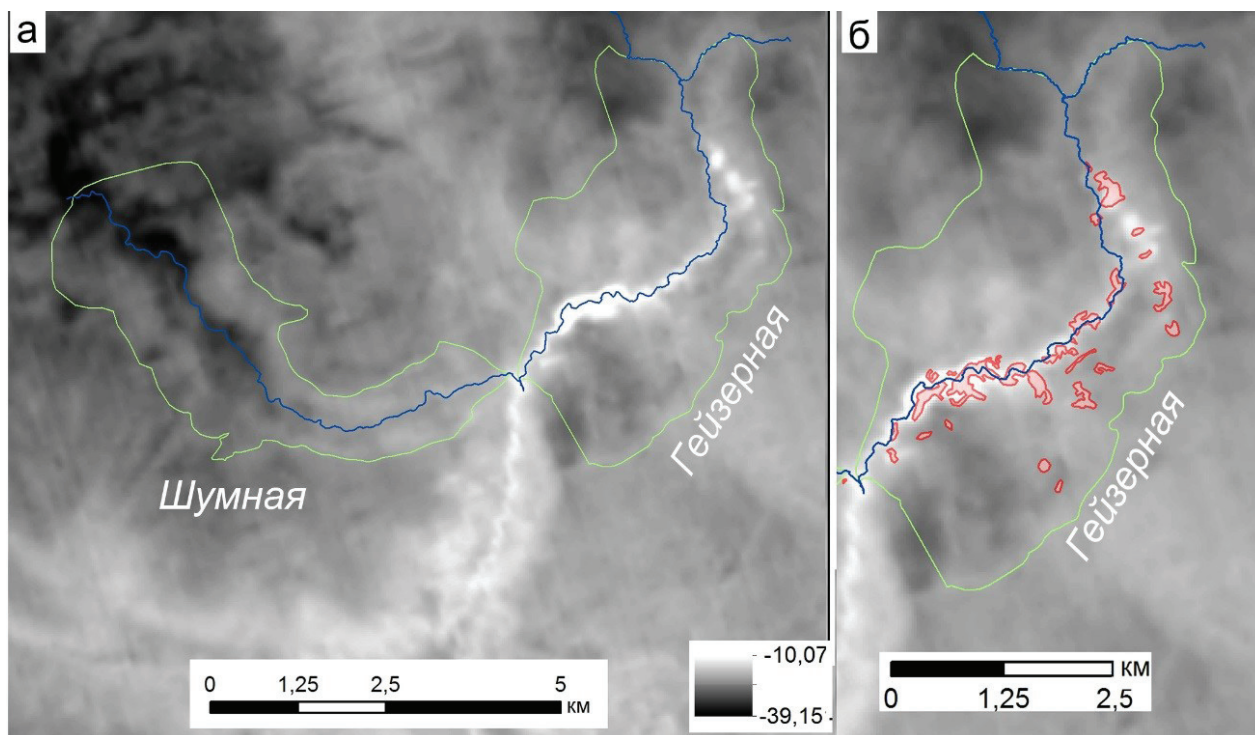 а
Шумная
Гейзерная
0 1,25 2,5 5
км
-10,07
-39,15
б
Гейзерная
км
0 1,25 2,5